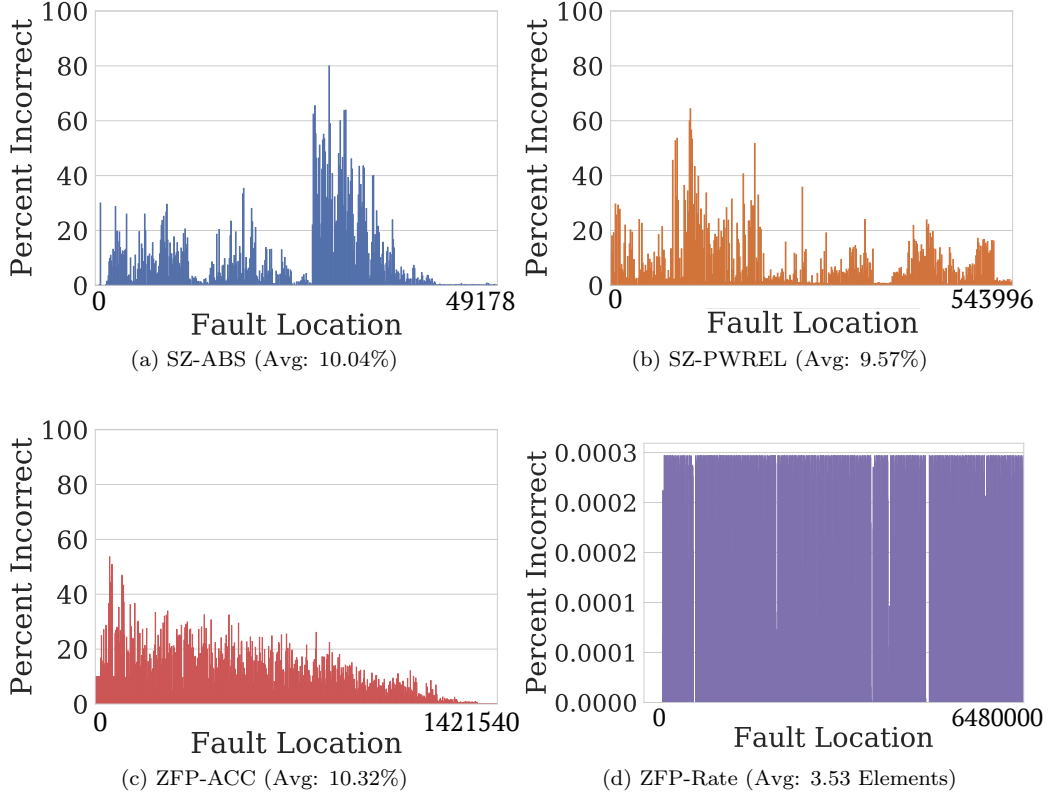 100
80
60
40
20
0
Percent Incorrect
0
49178
Fault Location
(a) SZ-ABS (Avg: 10.04%)
100
80
60
40
20
0
Percent Incorrect
0
543996
Fault Location
(b) SZ-PWREL (Avg: 9.57%)
100
80
60
40
20
0
Percent Incorrect
0
1421540
Fault Location
(c) ZFP-ACC (Avg: 10.32%)
0.0003
0.0002
0.0002
0.0001
0.0001
0.0000
Percent Incorrect
0
6480000
Fault Location
(d) ZFP-Rate (Avg: 3.53 Elements)